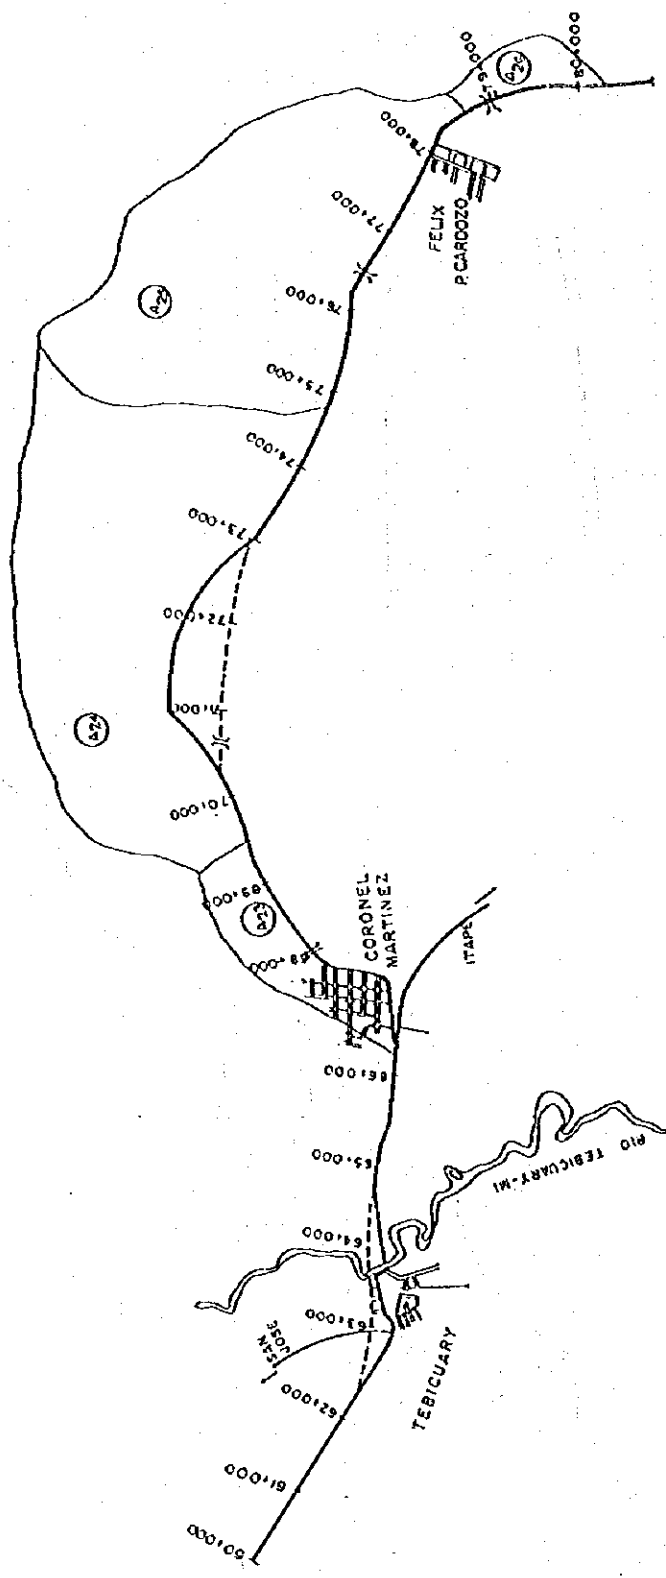 60+000
61+000
62+000
SAN
JOSE
63+000
TEBICUARY
64+000
RIO TEBICUARY-MI
65+000
66+000
ITAPE
CORONEL
MARTINEZ
68+000
A23
69+000
70+000
A24
71+000
72+000
73+000
74+000
75+000
A25
76+000
77+000
78+000
FELIX
P. CARDOZO
79+000
A26
80+000